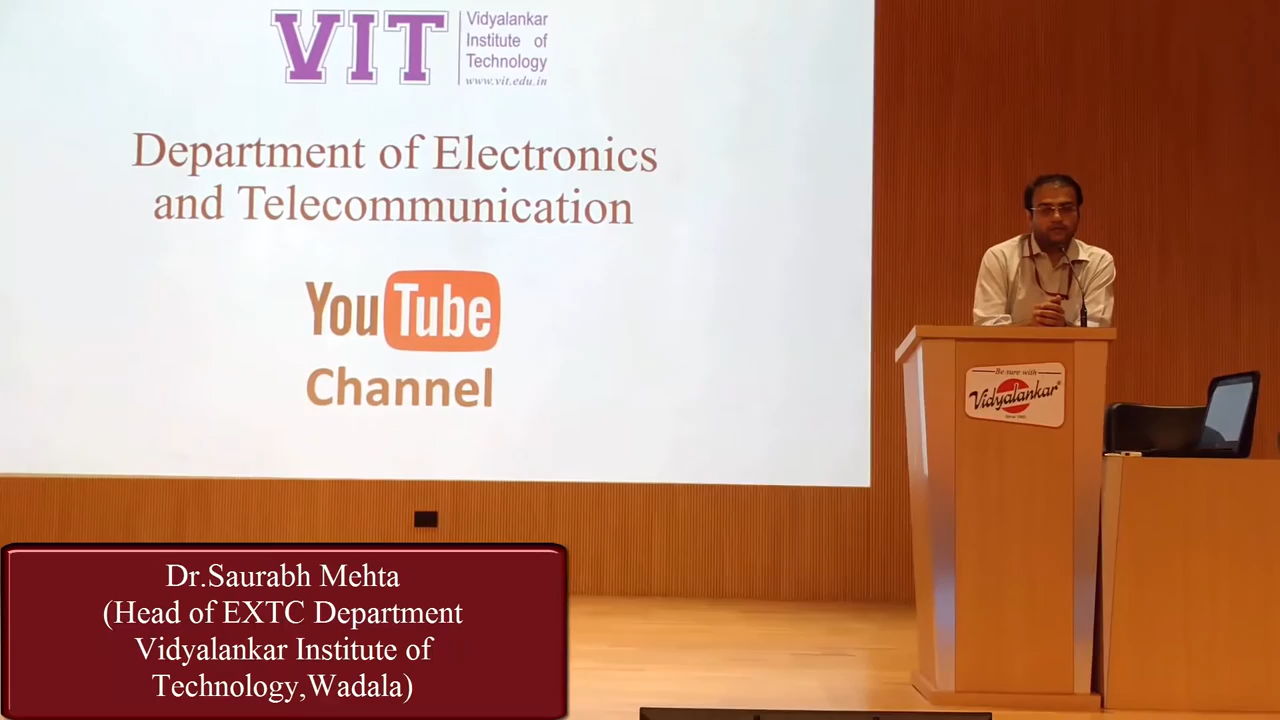 VIT
Vidyalankar
Institute of
Technology
www.vit.edu.in
Department of Electronics
and Telecommunication
YouTube
Channel
Be sure with
Vidyalankar
Dr.Saurabh Mehta
(Head of EXTC Department
Vidyalankar Institute of
Technology,Wadala)